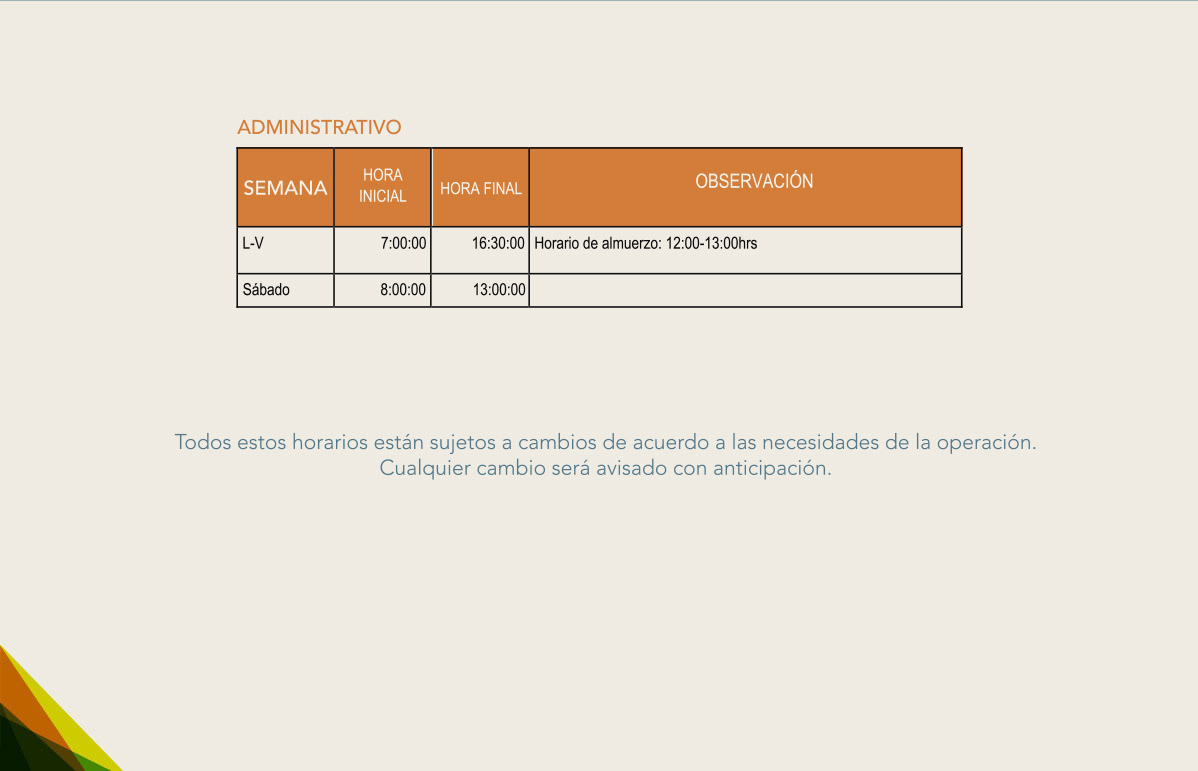 ADMINISTRATIVO
SEMANA HORA INICIAL HORA FINAL OBSERVACIÓN
L-V 7:00:00 16:30:00 Horario de almuerzo: 12:00-13:00hrs
Sábado 8:00:00 13:00:00
Todos estos horarios están sujetos a cambios de acuerdo a las necesidades de la operación.
Cualquier cambio será avisado con anticipación.